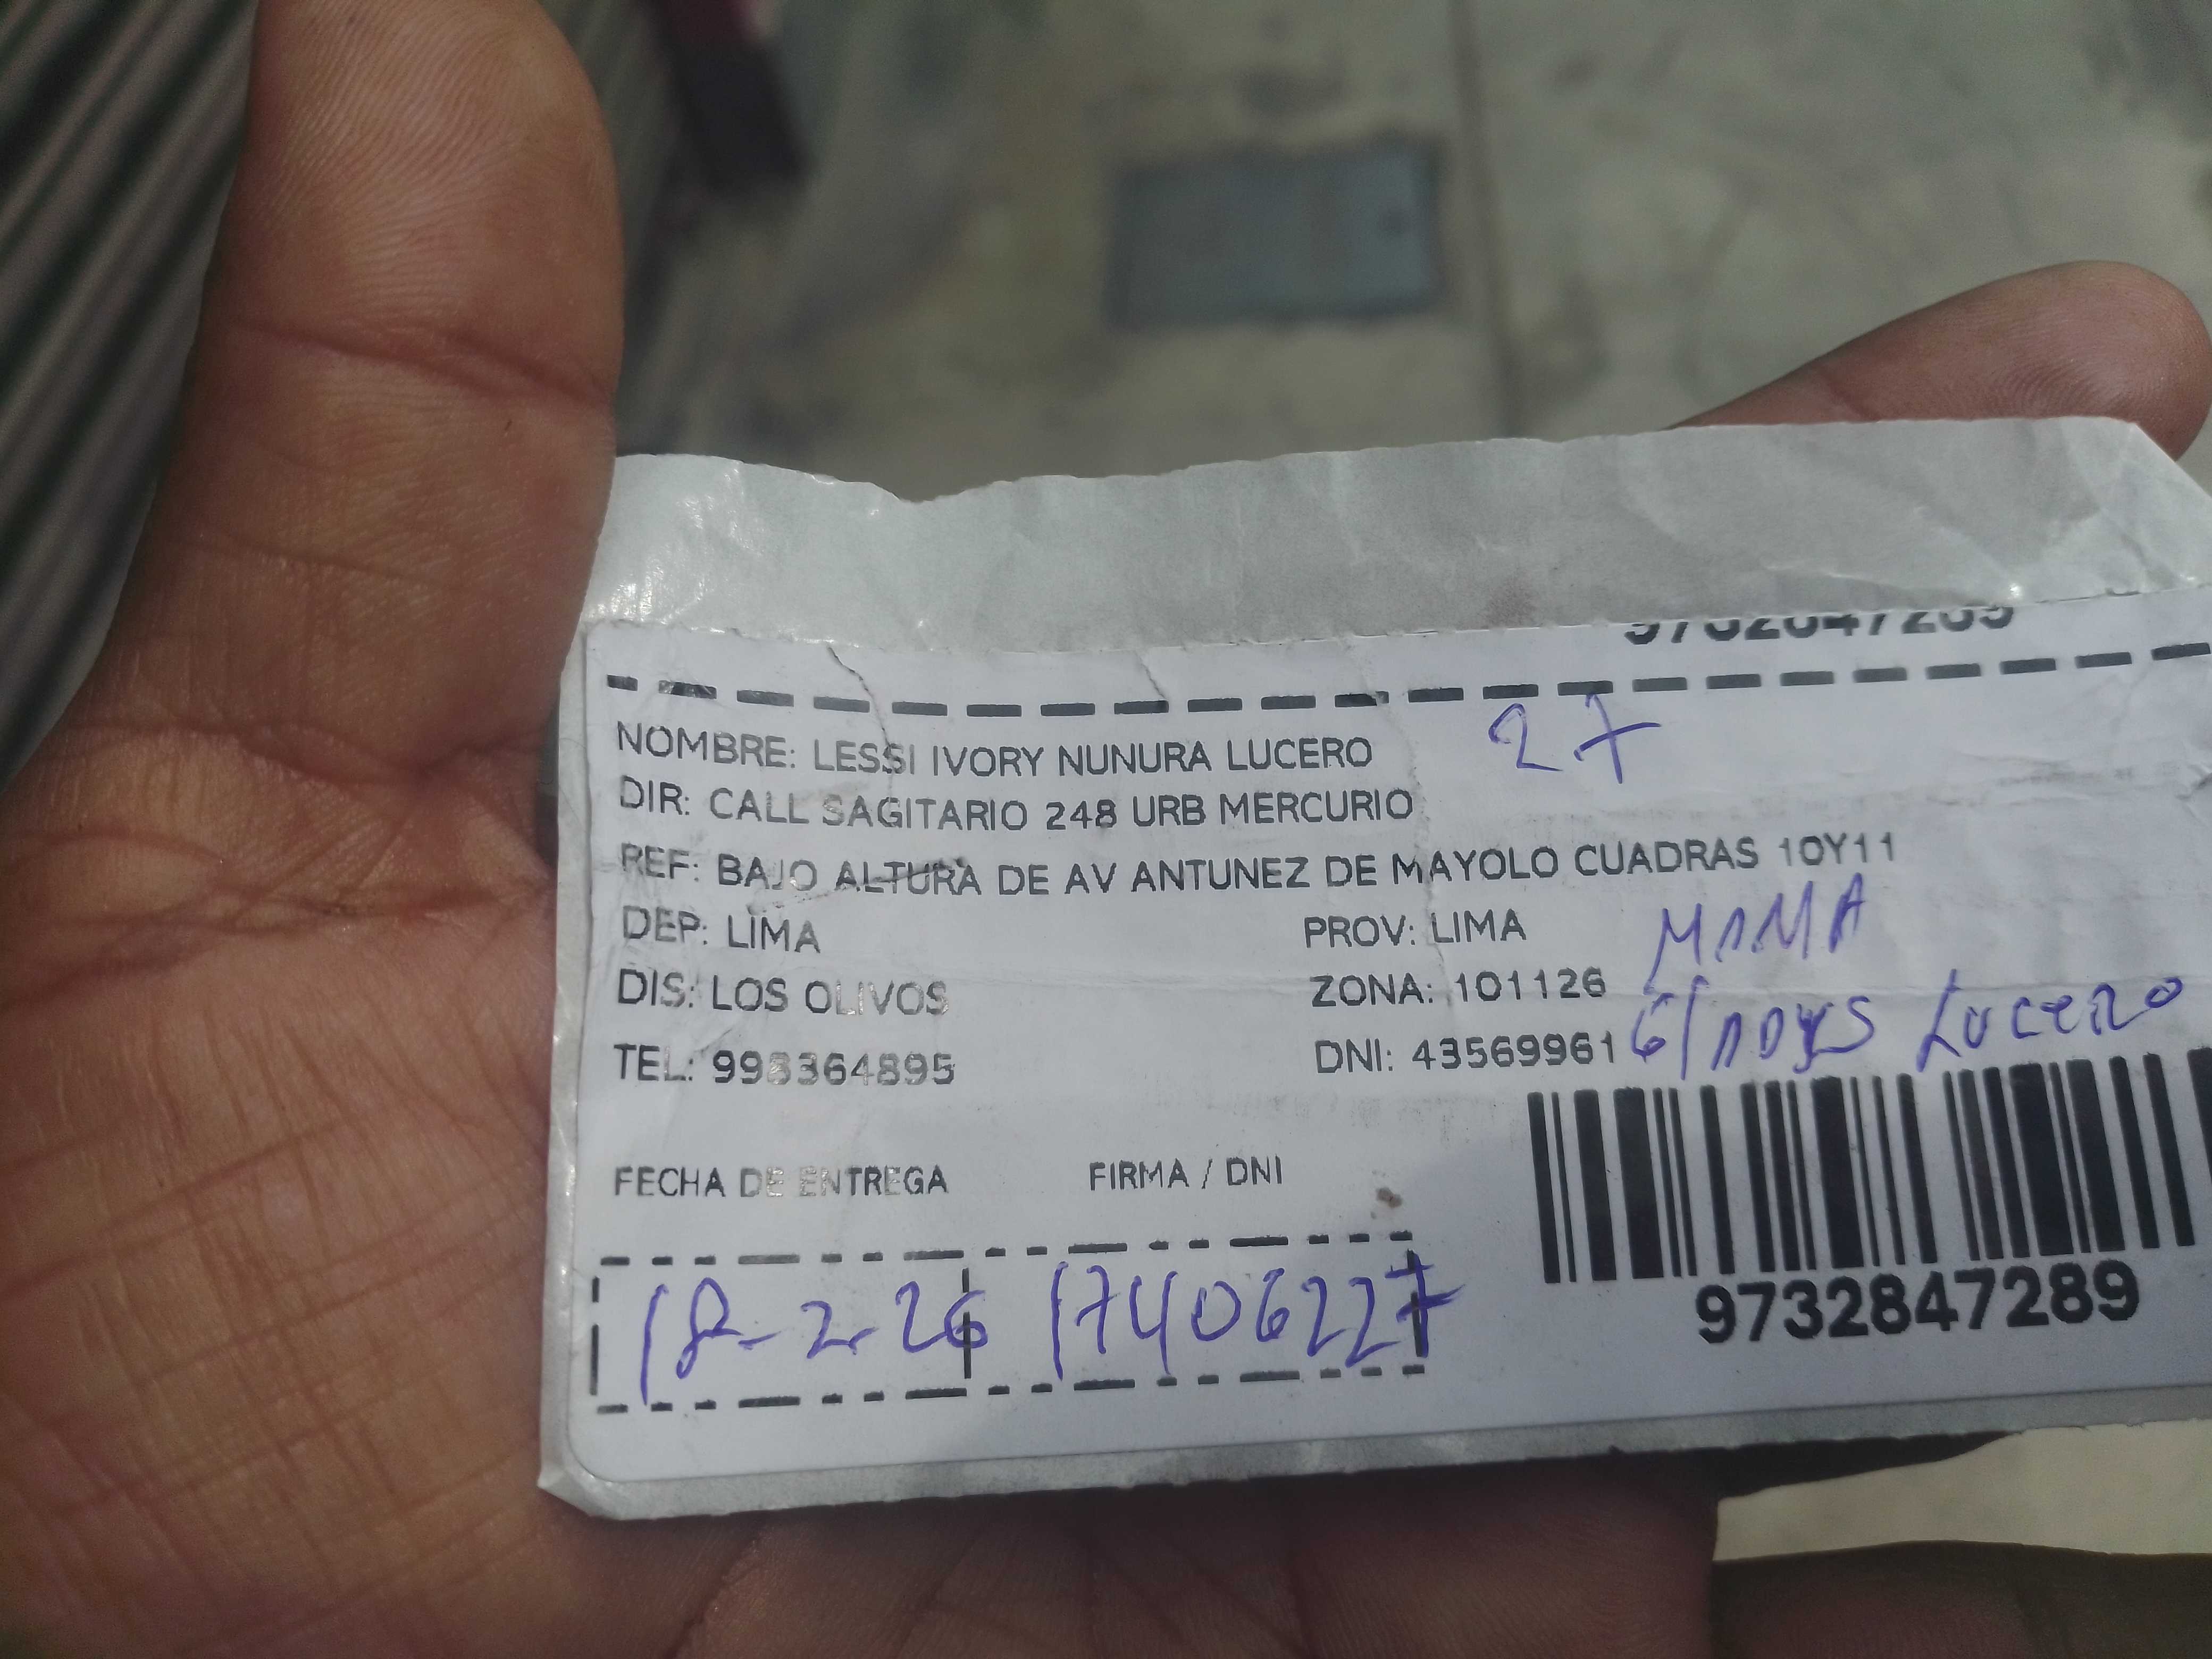 9732847289
NOMBRE: LESSI IVORY NUNURA LUCERO 27
DIR: CALL SAGITARIO 248 URB MERCURIO
REF: BAJO ALTURA DE AV ANTUNEZ DE MAYOLO CUADRAS 10Y11
DEP: LIMA PROV: LIMA MAMA
DIS: LOS OLIVOS ZONA: 101126
TEL: 993364895 DNI: 43569961 Lucero
FECHA DE ENTREGA FIRMA / DNI
18-2-26 17406227
9732847289